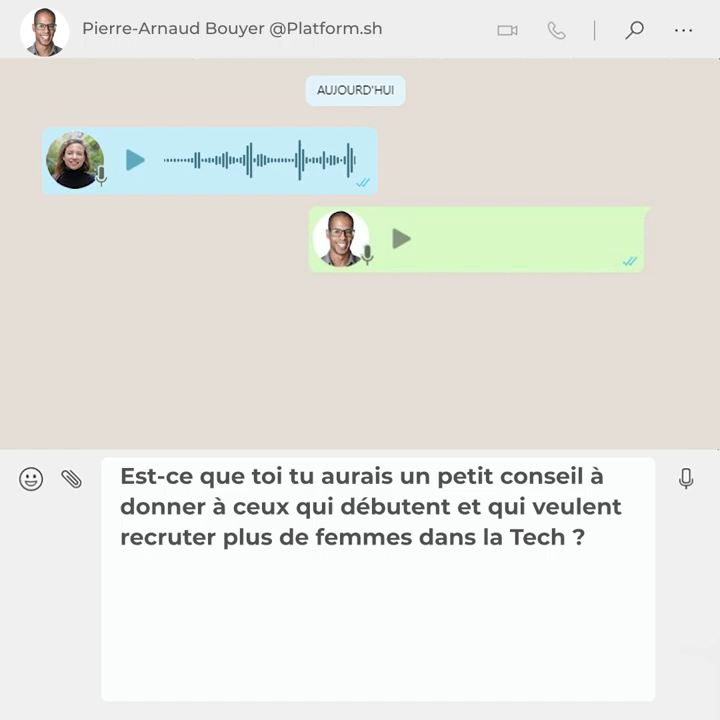 Pierre-Arnaud Bouyer @Platform.sh
AUJOURD'HUI
Est-ce que toi tu aurais un petit conseil à
donner à ceux qui débutent et qui veulent
recruter plus de femmes dans la Tech ?